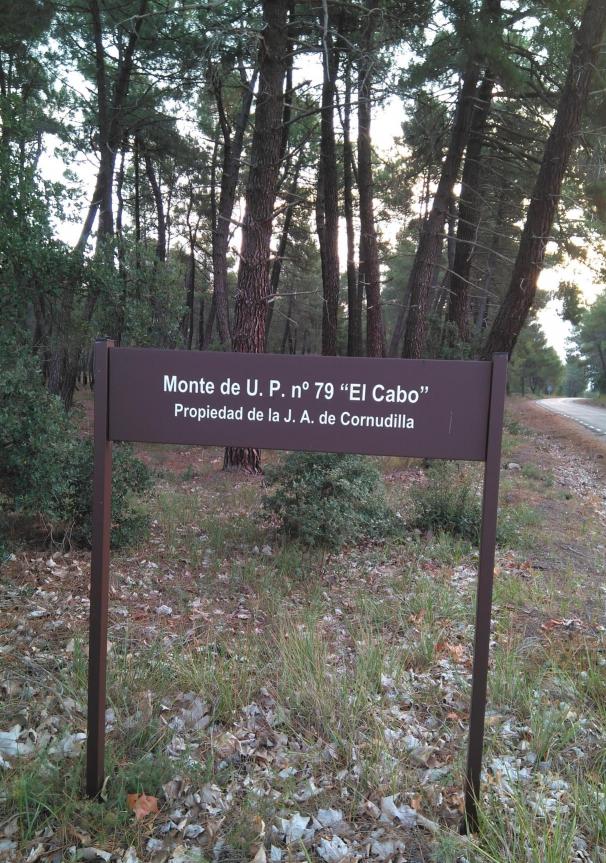 Monte de U. P. nº 79 “El Cabo”
Propiedad de la J. A. de Cornudilla